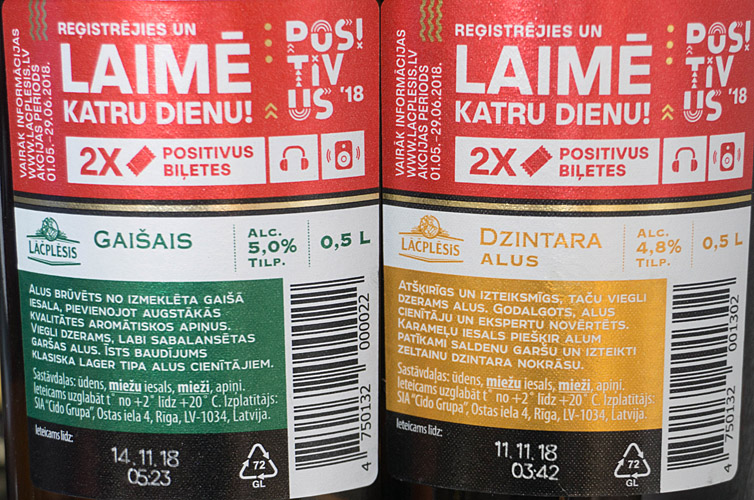 VAIRĀK INFORMĀCIJAS
WWW.LĀČPLĒSIS.LV
AKCIJAS PERIODS
01.05.-29.06.2018.
REĢISTRĒJIES UN
LAIMĒ
KATRU DIENU!
POSI
TIV
US '18
2X
POSITIVUS
BIĻETES
LĀČPLĒSIS
GAIŠAIS
ALC.
5,0%
TILP.
0,5 L
ALUS BRŪVĒTS NO IZMEKLĒTA GAIŠĀ
IESALA, PIEVIENOJOT AUGSTĀKĀS
KVALITĀTES AROMĀTISKOS APIŅUS.
VIEGLI DZERAMS, LABI SABALANSĒTAS
GARŠAS ALUS. ĪSTS BAUDĪJUMS
KLASISKA LAGER TIPA ALUS CIENĪTĀJIEM.
Sastāvdaļas: ūdens, miežu iesals, mieži, apiņi.
Ieteicams uzglabāt t° no +2° līdz +20° C. Izplatītājs:
SIA "Cido Grupa", Ostas iela 4, Rīga, LV-1034, Latvija.
Ieteicams līdz:
14.11.18
05:23
72
GL
4 750132 000022
VAIRĀK INFORMĀCIJAS
WWW.LĀČPLĒSIS.LV
AKCIJAS PERIODS
01.05.-29.06.2018.
REĢISTRĒJIES UN
LAIMĒ
KATRU DIENU!
POSI
TIV
US '18
2X
POSITIVUS
BIĻETES
LĀČPLĒSIS
DZINTARA
ALUS
ALC.
4,8%
TILP.
0,5 L
ATŠĶIRĪGS UN IZTEIKSMĪGS, TAČU VIEGLI
DZERAMS ALUS. GODALGOTS, ALUS
CIENĪTĀJU UN EKSPERTU NOVĒRTĒTS.
KARAMEĻU IESALS PIEŠĶIR ALUM
PATĪKAMI SALDENU GARŠU UN IZTEIKTI
ZELTAINU DZINTARA NOKRĀSU.
Sastāvdaļas: ūdens, miežu iesals, mieži, apiņi.
Ieteicams uzglabāt t° no +2° līdz +20° C. Izplatītājs:
SIA "Cido Grupa", Ostas iela 4, Rīga, LV-1034, Latvija.
Ieteicams līdz:
11.11.18
03:42
72
GL
4 750132 001302